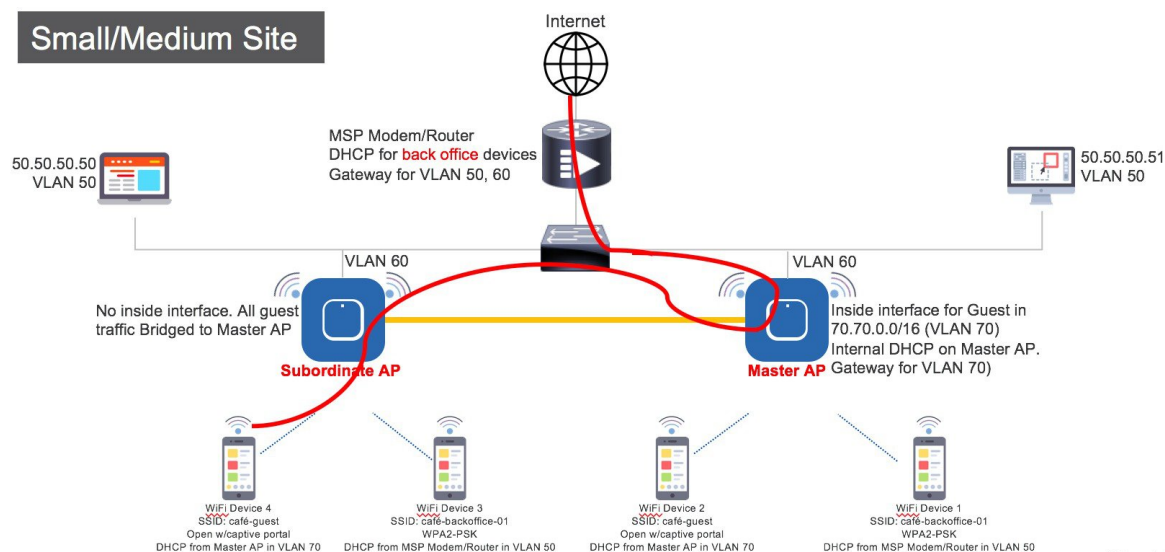 Small/Medium Site
Internet
MSP Modem/Router
DHCP for back office devices
Gateway for VLAN 50, 60
50.50.50.50
VLAN 50
50.50.50.51
VLAN 50
VLAN 60
VLAN 60
No inside interface. All guest
traffic Bridged to Master AP
Inside interface for Guest in
70.70.0.0/16 (VLAN 70)
Internal DHCP on Master AP.
Gateway for VLAN 70)
Subordinate AP
Master AP
WiFi Device 4
SSID: café-guest
Open w/captive portal
DHCP from Master AP in VLAN 70
WiFi Device 3
SSID: café-backoffice-01
WPA2-PSK
DHCP from MSP Modem/Router in VLAN 50
WiFi Device 2
SSID: café-guest
Open w/captive portal
DHCP from Master AP in VLAN 70
WiFi Device 1
SSID: café-backoffice-01
WPA2-PSK
DHCP from MSP Modem/Router in VLAN 50